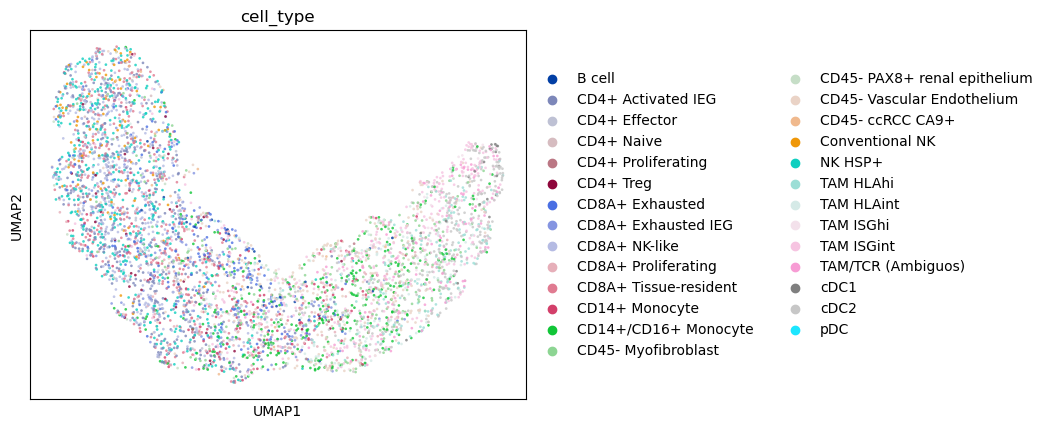 cell_type
UMAP2
UMAP1
B cell
CD4+ Activated IEG
CD4+ Effector
CD4+ Naive
CD4+ Proliferating
CD4+ Treg
CD8A+ Exhausted
CD8A+ Exhausted IEG
CD8A+ NK-like
CD8A+ Proliferating
CD8A+ Tissue-resident
CD14+ Monocyte
CD14+/CD16+ Monocyte
CD45- Myofibroblast
CD45- PAX8+ renal epithelium
CD45- Vascular Endothelium
CD45- ccRCC CA9+
Conventional NK
NK HSP+
TAM HLAhi
TAM HLAint
TAM ISGhi
TAM ISGint
TAM/TCR (Ambiguos)
cDC1
cDC2
pDC